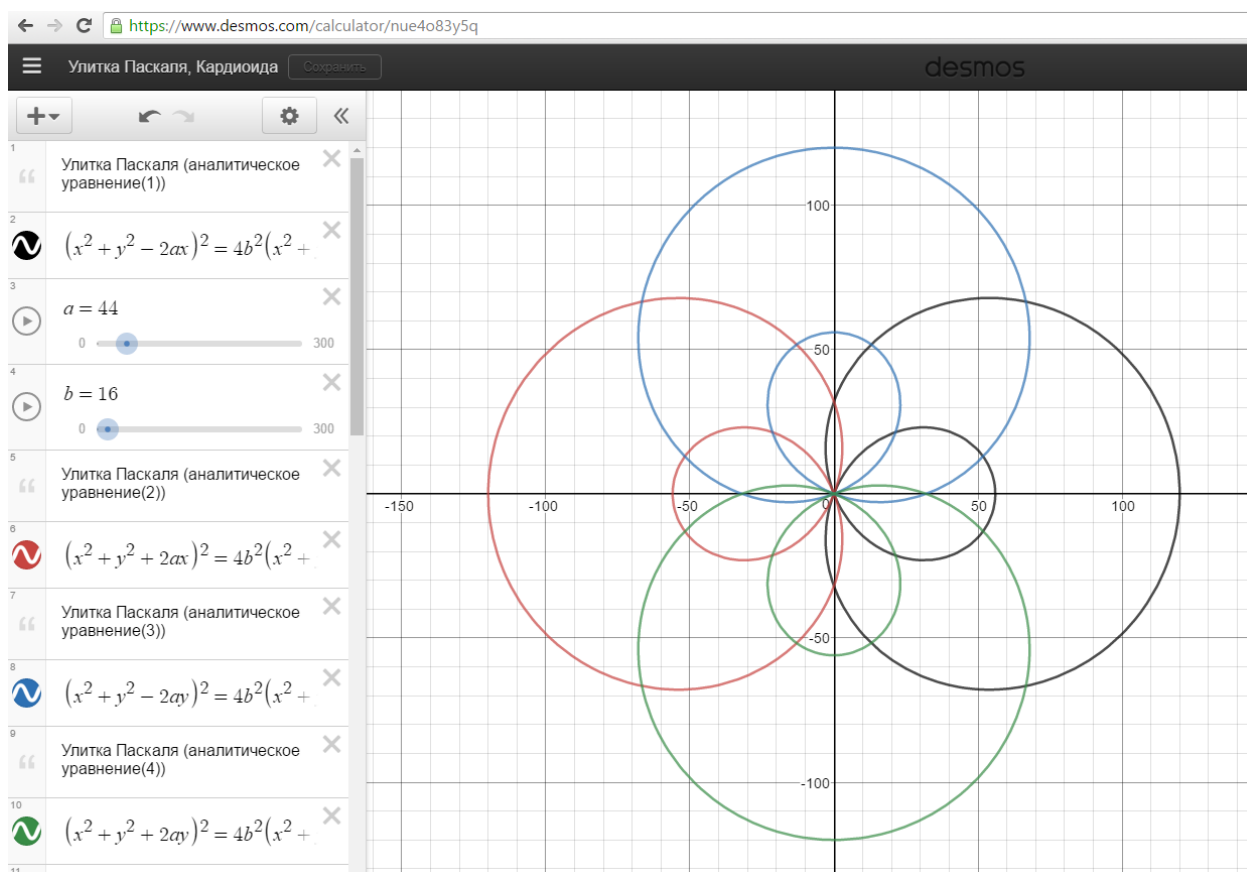 https://www.desmos.com/calculator/nue4o83y5q
Улитка Паскаля, Кардиоида
Сохранить
desmos
1
Улитка Паскаля (аналитическое
уравнение(1))
2
(x² + y² − 2ax)² = 4b²(x² +
3
a = 44
0 300
4
b = 16
0 300
5
Улитка Паскаля (аналитическое
уравнение(2))
6
(x² + y² + 2ax)² = 4b²(x² +
7
Улитка Паскаля (аналитическое
уравнение(3))
8
(x² + y² − 2ay)² = 4b²(x² +
9
Улитка Паскаля (аналитическое
уравнение(4))
10
(x² + y² + 2ay)² = 4b²(x² +
11
100
50
-150 -100 -50 0 50 100
-50
-100